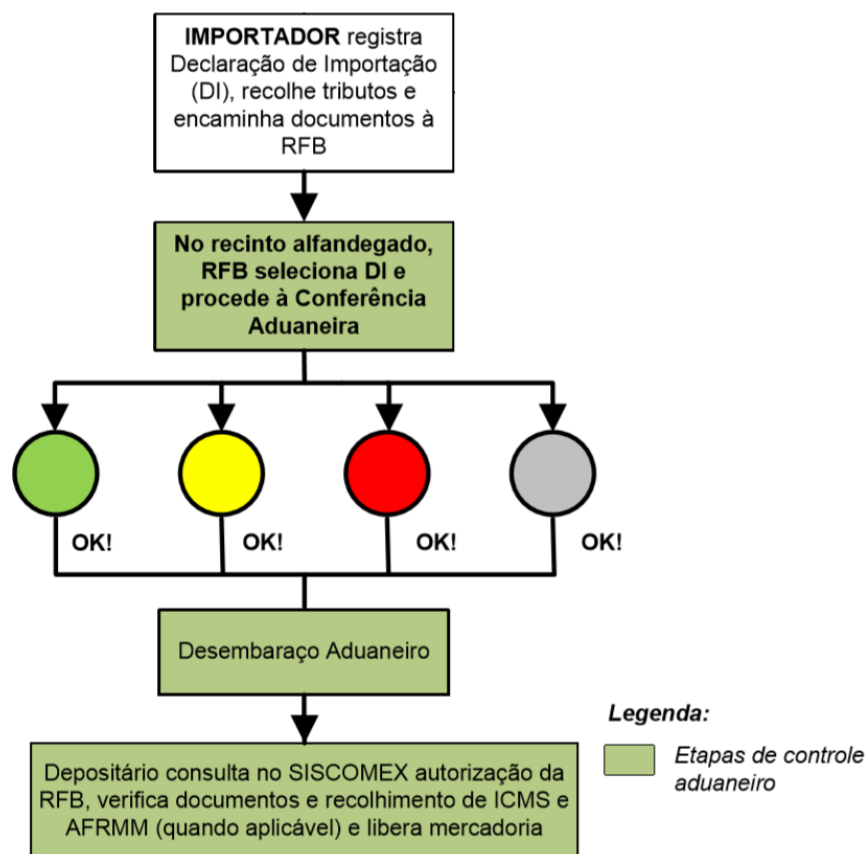 IMPORTADOR registra
Declaração de Importação
(DI), recolhe tributos e
encaminha documentos à
RFB
No recinto alfandegado,
RFB seleciona DI e
procede à Conferência
Aduaneira
OK!
OK!
OK!
OK!
Desembaraço Aduaneiro
Legenda:
Etapas de controle
aduaneiro
Depositário consulta no SISCOMEX autorização da
RFB, verifica documentos e recolhimento de ICMS e
AFRMM (quando aplicável) e libera mercadoria